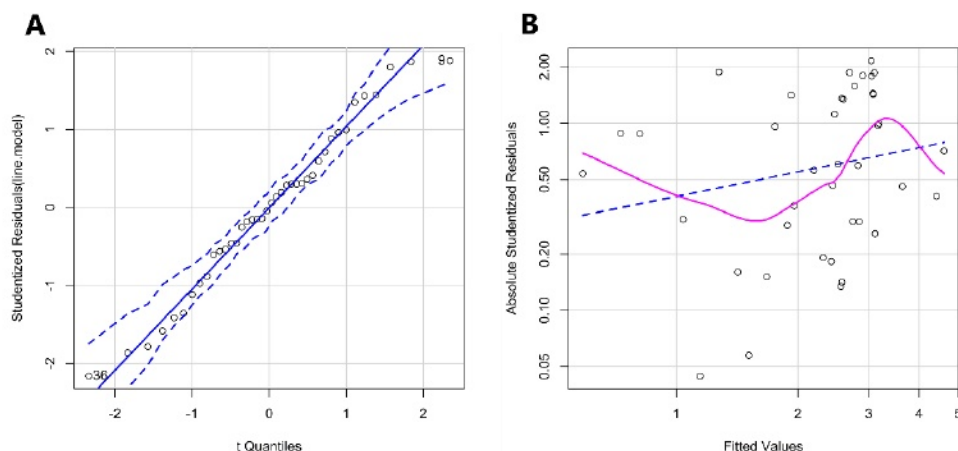 A
Studentized Residuals(line.model)
2
1
0
-1
-2
9
36
-2 -1 0 1 2
t Quantiles
B
Absolute Studentized Residuals
2.00
1.00
0.50
0.20
0.10
0.05
1 2 3 4 5
Fitted Values